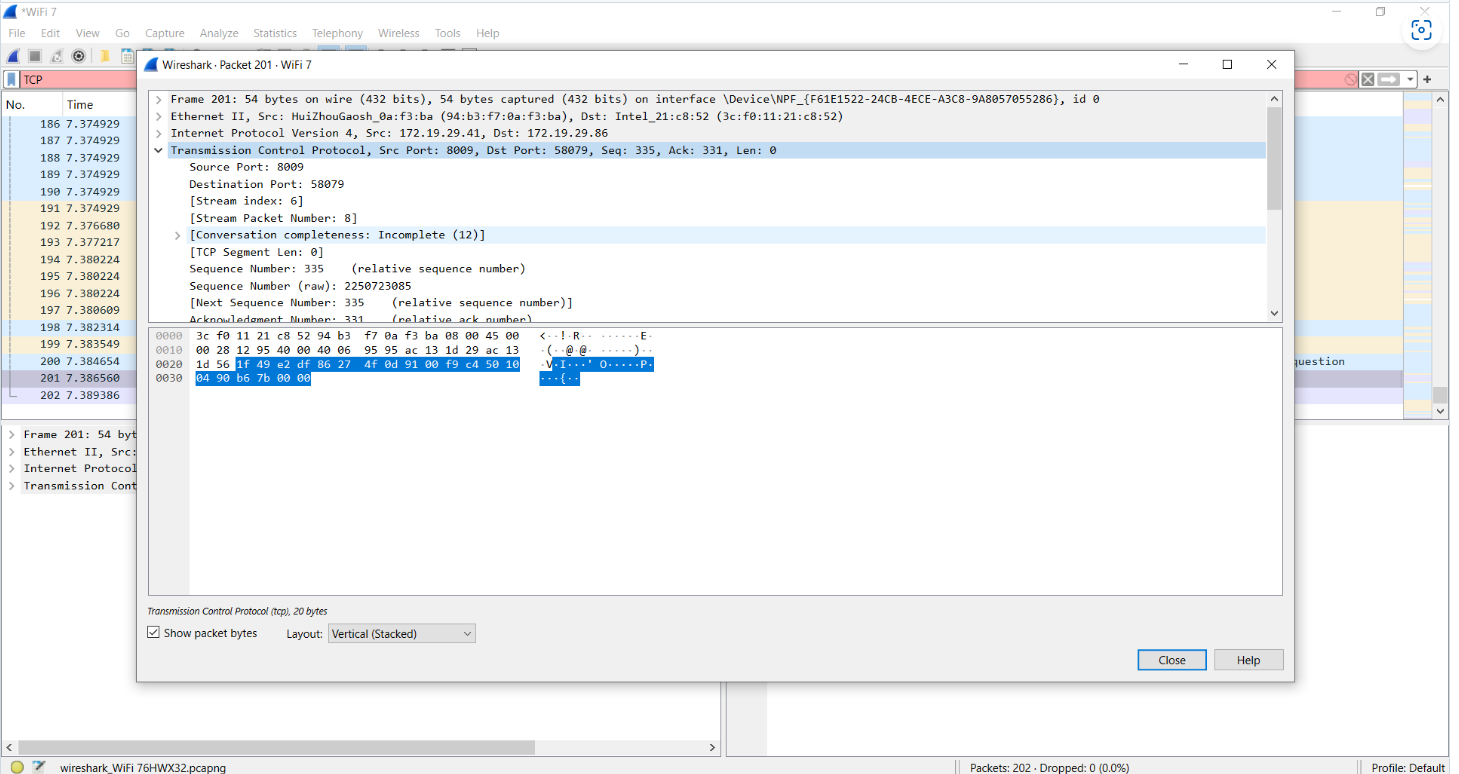 *WiFi 7
File Edit View Go Capture Analyze Statistics Telephony Wireless Tools Help
TCP
No. Time
186 7.374929
187 7.374929
188 7.374929
189 7.374929
190 7.374929
191 7.374929
192 7.376680
193 7.377217
194 7.380224
195 7.380224
196 7.380224
197 7.380609
198 7.382314
199 7.383549
200 7.384654
201 7.386560
202 7.389386
question
Frame 201: 54 byt
Ethernet II, Src:
Internet Protocol
Transmission Cont
Wireshark · Packet 201 · WiFi 7
Frame 201: 54 bytes on wire (432 bits), 54 bytes captured (432 bits) on interface \Device\NPF_{F61E1522-24CB-4ECE-A3C8-9A8057055286}, id 0
Ethernet II, Src: HuiZhouGaosh_0a:f3:ba (94:b3:f7:0a:f3:ba), Dst: Intel_21:c8:52 (3c:f0:11:21:c8:52)
Internet Protocol Version 4, Src: 172.19.29.41, Dst: 172.19.29.86
Transmission Control Protocol, Src Port: 8009, Dst Port: 58079, Seq: 335, Ack: 331, Len: 0
Source Port: 8009
Destination Port: 58079
[Stream index: 6]
[Stream Packet Number: 8]
[Conversation completeness: Incomplete (12)]
[TCP Segment Len: 0]
Sequence Number: 335 (relative sequence number)
Sequence Number (raw): 2250723085
[Next Sequence Number: 335 (relative sequence number)]
Acknowledgment Number: 331 (relative ack number)
0000 3c f0 11 21 c8 52 94 b3 f7 0a f3 ba 08 00 45 00 <··!·R·· ······E·
0010 00 28 12 95 40 00 40 06 95 95 ac 13 1d 29 ac 13 ·(··@·@· ·····)··
0020 1d 56 1f 49 e2 df 86 27 4f 0d 91 00 f9 c4 50 10 ·V·I···' O·····P·
0030 04 90 b6 7b 00 00 ···{··
Transmission Control Protocol (tcp), 20 bytes
Show packet bytes Layout: Vertical (Stacked)
Close Help
wireshark_WiFi 76HWX32.pcapng Packets: 202 · Dropped: 0 (0.0%) Profile: Default